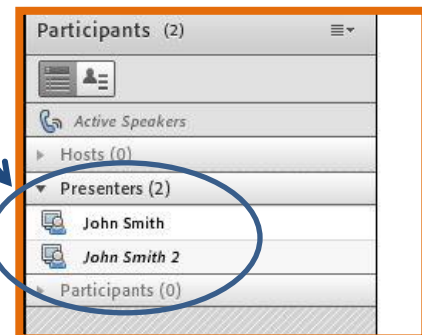 Participants (2)
Active Speakers
Hosts (0)
Presenters (2)
John Smith
John Smith 2
Participants (0)